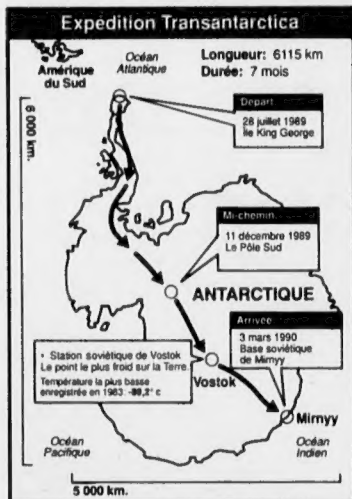 Expédition Transantarctica
Océan
Atlantique
Longueur: 6115 km
Durée: 7 mois
Amérique
du Sud
Départ
28 juillet 1989
Ile King George
6 000 km.
Mi-chemin
11 décembre 1989
Le Pôle Sud
ANTARCTIQUE
Arrivée
3 mars 1990
Base soviétique
de Mirnyy
• Station soviétique de Vostok
Le point le plus froid sur la Terre.
Température la plus basse
enregistrée en 1983: -89,2° c
Vostok
Mirnyy
Océan
Pacifique
Océan
Indien
5 000 km.